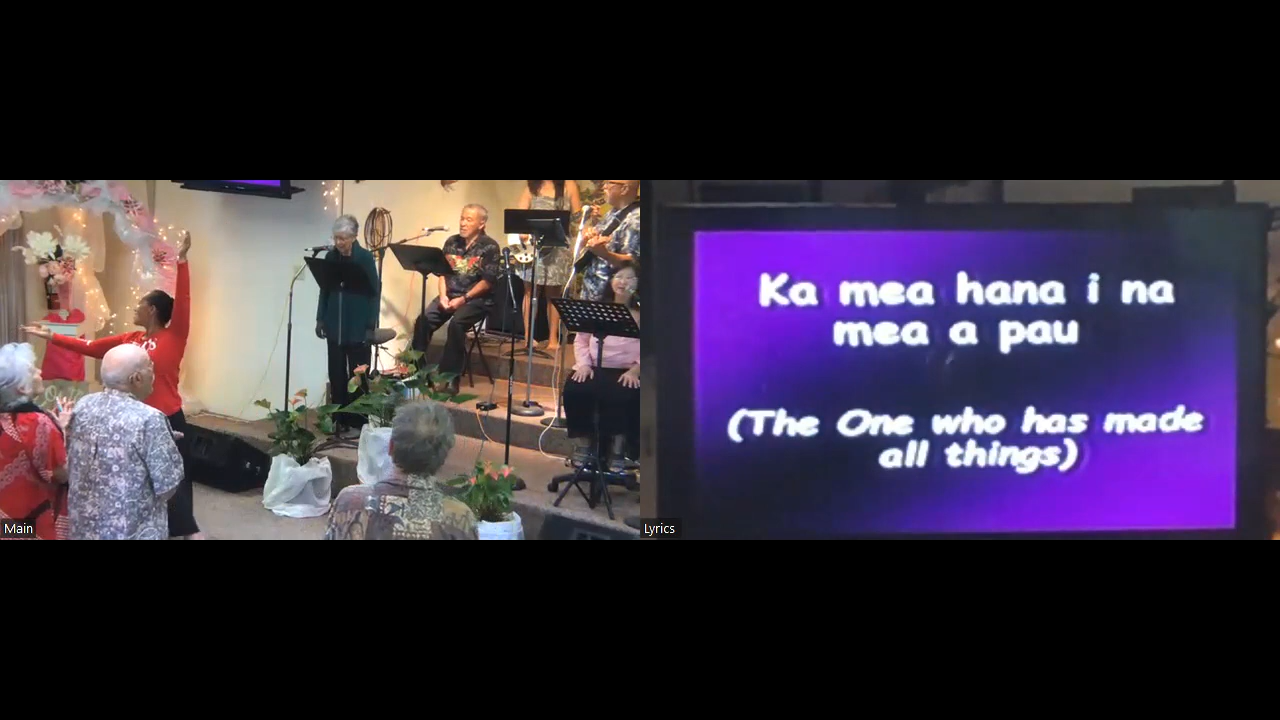 Main
Ka mea hana i na
mea a pau
(The One who has made
all things)
Lyrics